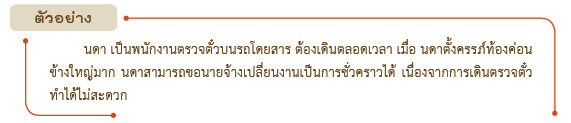 ตัวอย่าง
นดา เป็นพนักงานตรวจตั๋วบนรถโดยสาร ต้องเดินตลอดเวลา เมื่อ นดาตั้งครรภ์ท้องค่อน
ข้างใหญ่มาก นดาสามารถขอนายจ้างเปลี่ยนงานเป็นการชั่วคราวได้ เนื่องจากการเดินตรวจตั๋ว
ทำได้ไม่สะดวก